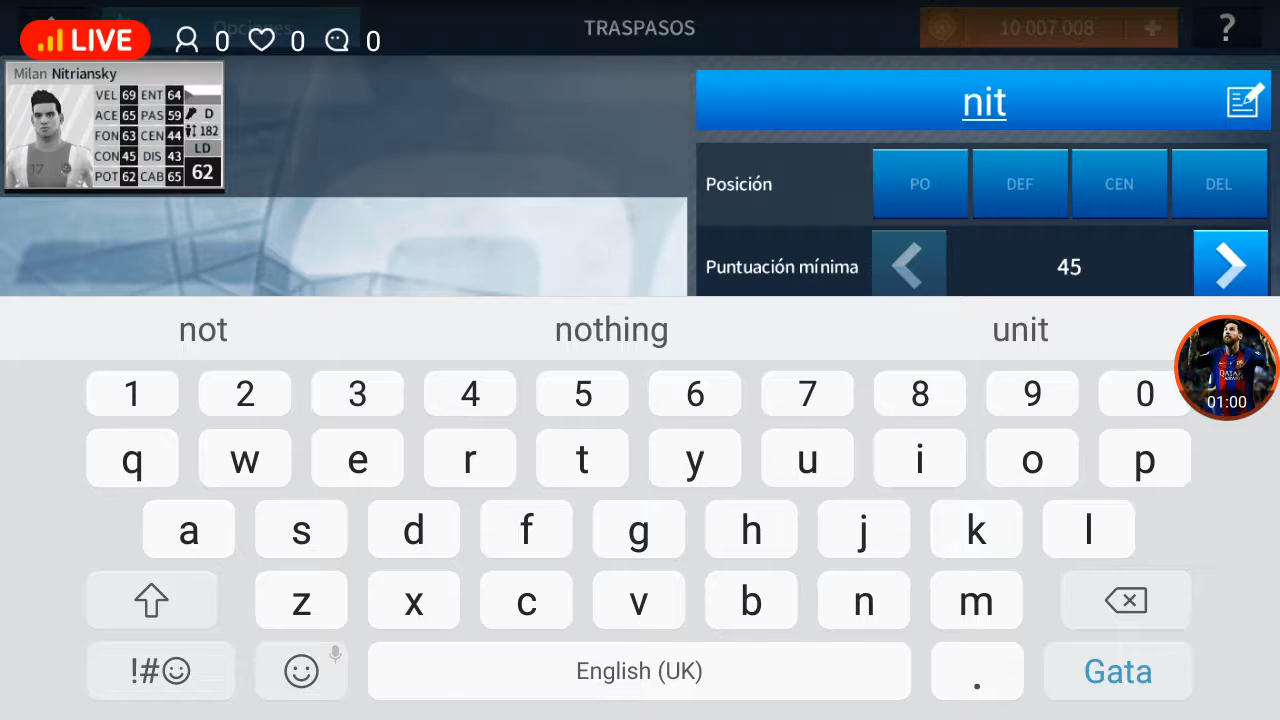 LIVE 0 0 0
Opciones
TRASPASOS
10 007 008 +
?
Milan Nitriansky
VEL 69 ENT 64
ACE 65 PAS 59 D
FON 63 CEN 44 182
CON 45 DIS 43 LD
POT 62 CAB 65 62
17
nit
Posición PO DEF CEN DEL
Puntuación mínima 45
not nothing unit
1 2 3 4 5 6 7 8 9 0
01:00
q w e r t y u i o p
a s d f g h j k l
z x c v b n m
!#☺ English (UK) . Gata